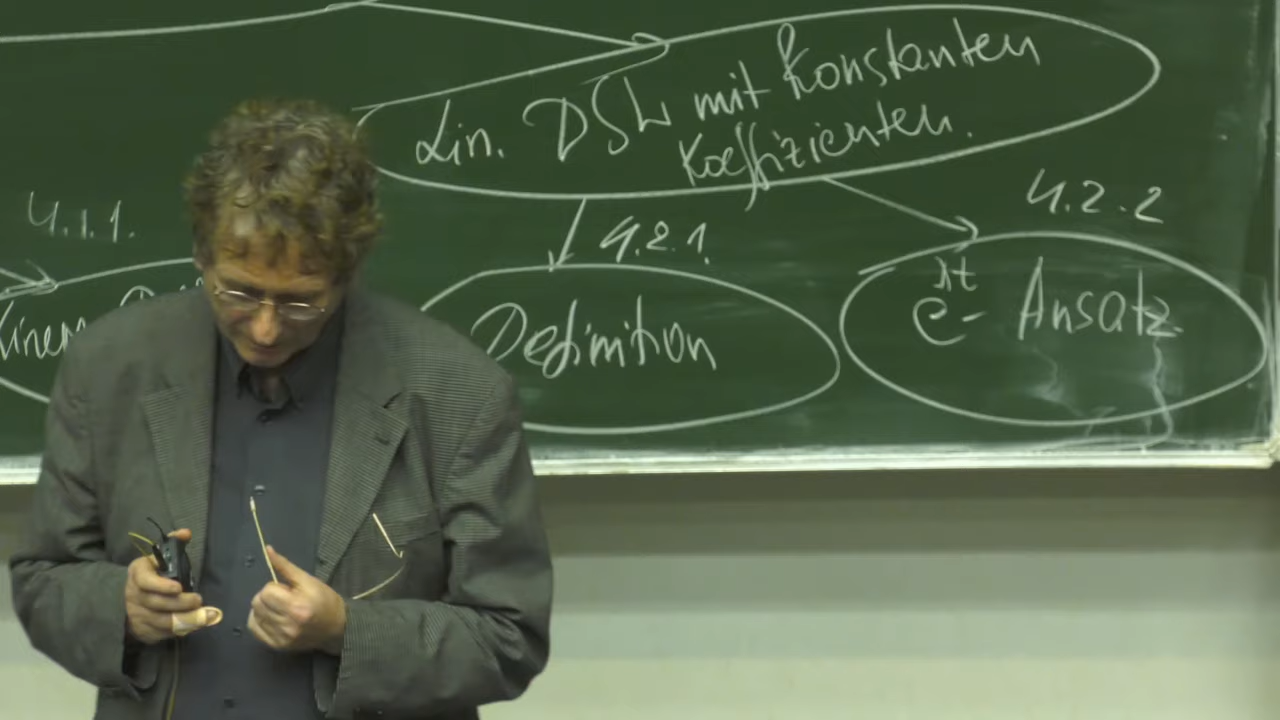 Lin. DGL mit Konstanten
Koeffizienten.
4.1.1.
4.2.1.
4.2.2
Definition
e^λt - Ansatz.